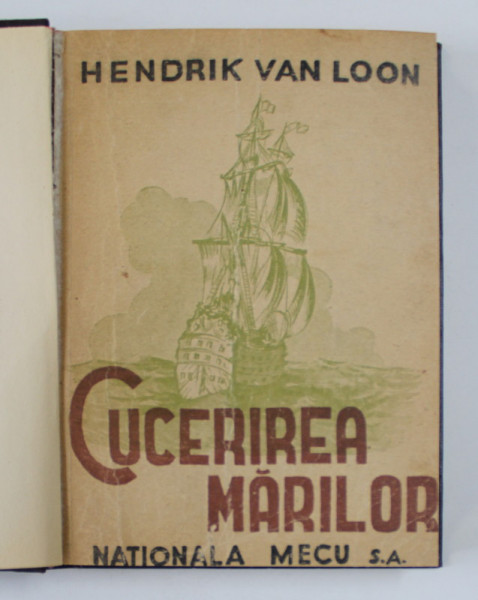 HENDRIK VAN LOON
CUCERIREA
MĂRILOR
NATIONALA MECU S.A.